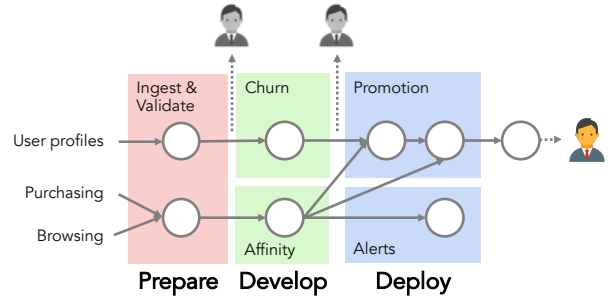 Ingest &
Validate
Churn
Promotion
User profiles
Purchasing
Browsing
Affinity
Alerts
Prepare
Develop
Deploy